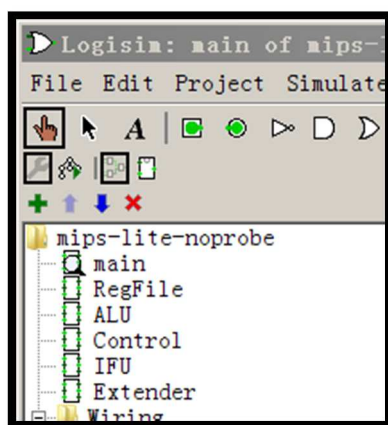 Logisim: main of mips-
File Edit Project Simulate
A
mips-lite-noprobe
main
RegFile
ALU
Control
IFU
Extender
Wiring